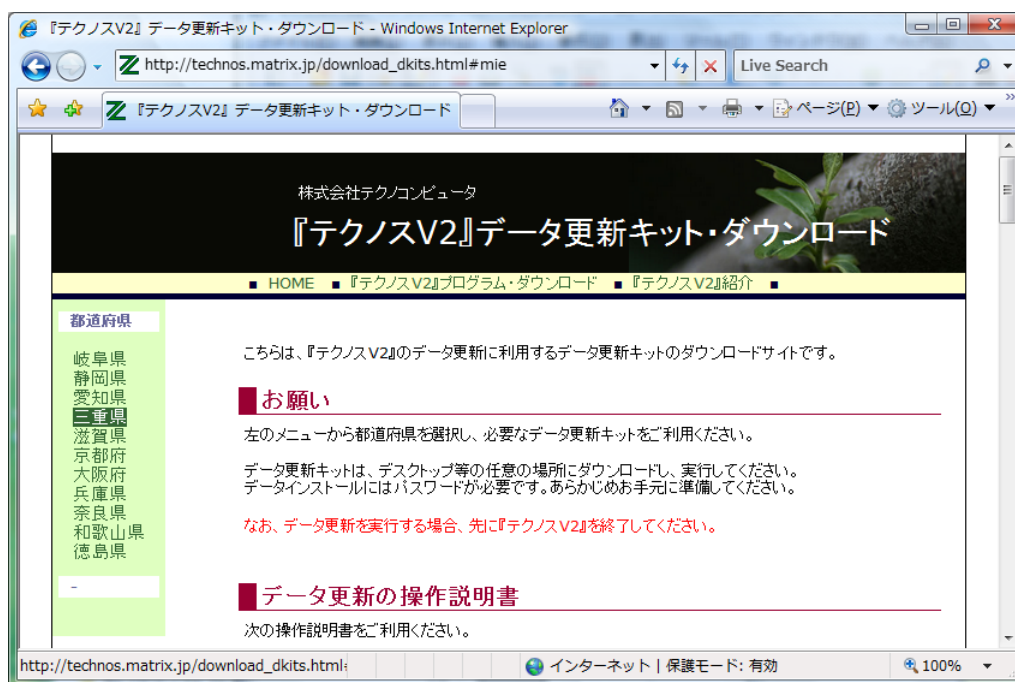 『テクノスV2』 データ更新キット・ダウンロード - Windows Internet Explorer
http://technos.matrix.jp/download_dkits.html#mie
Live Search
『テクノスV2』 データ更新キット・ダウンロード
ページ(P)
ツール(O)
株式会社テクノコンピュータ
『テクノスV2』データ更新キット・ダウンロード
■ HOME ■『テクノスV2』プログラム・ダウンロード ■『テクノスV2』紹介 ■
都道府県
岐阜県
静岡県
愛知県
三重県
滋賀県
京都府
大阪府
兵庫県
奈良県
和歌山県
徳島県
-
こちらは、『テクノスV2』のデータ更新に利用するデータ更新キットのダウンロードサイトです。
お願い
左のメニューから都道府県を選択し、必要なデータ更新キットをご利用ください。
データ更新キットは、デスクトップ等の任意の場所にダウンロードし、実行してください。
データインストールにはパスワードが必要です。あらかじめお手元に準備してください。
なお、データ更新を実行する場合、先に『テクノスV2』を終了してください。
データ更新の操作説明書
次の操作説明書をご利用ください。
http://technos.matrix.jp/download_dkits.html
インターネット | 保護モード: 有効
100%